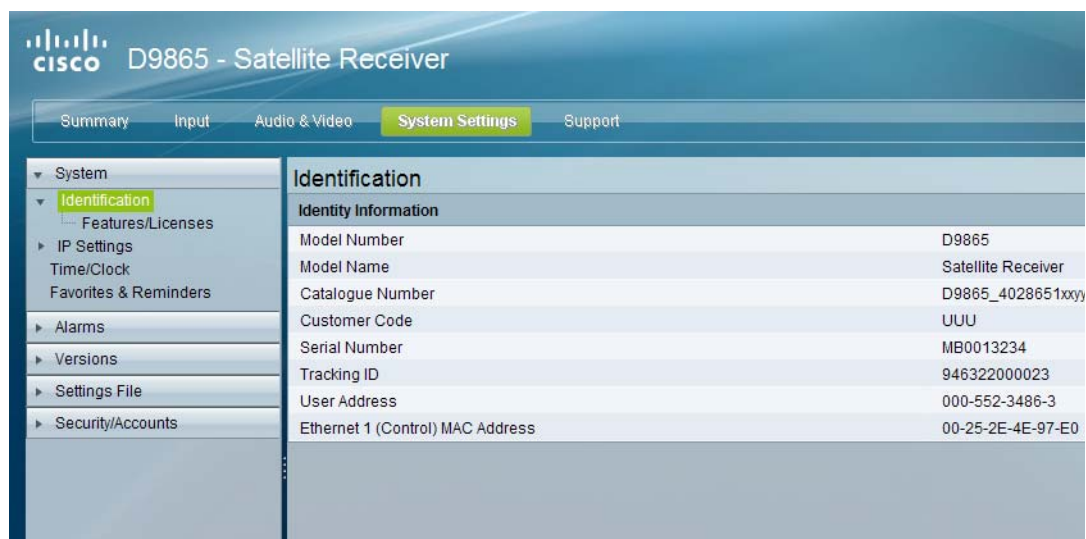 CISCO D9865 - Satellite Receiver
Summary Input Audio & Video System Settings Support
System
Identification
Features/Licenses
IP Settings
Time/Clock
Favorites & Reminders
Alarms
Versions
Settings File
Security/Accounts
Identification
Identity Information
Model Number D9865
Model Name Satellite Receiver
Catalogue Number D9865_4028651xxyy
Customer Code UUU
Serial Number MB0013234
Tracking ID 946322000023
User Address 000-552-3486-3
Ethernet 1 (Control) MAC Address 00-25-2E-4E-97-E0